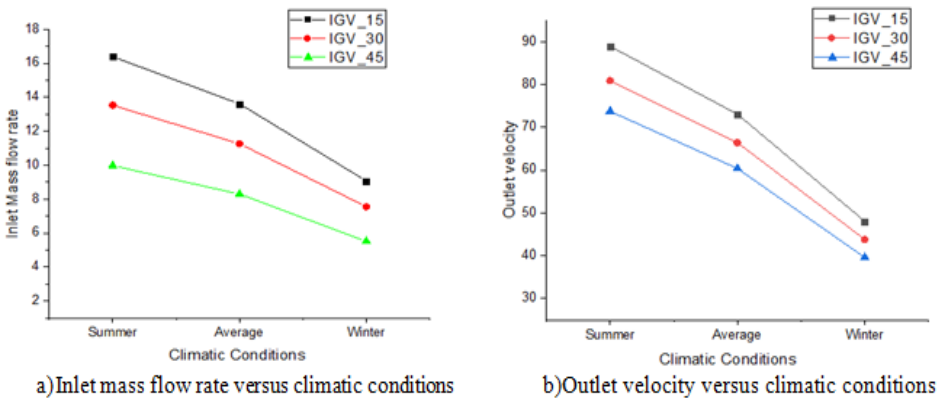 IGV_15
IGV_30
IGV_45
18
16
14
12
10
8
6
4
2
Inlet Mass flow rate
Summer Average Winter
Climatic Conditions
a)Inlet mass flow rate versus climatic conditions
IGV_15
IGV_30
IGV_45
90
80
70
60
50
40
30
Outlet velocity
Summer Average Winter
Climatic Conditions
b)Outlet velocity versus climatic conditions